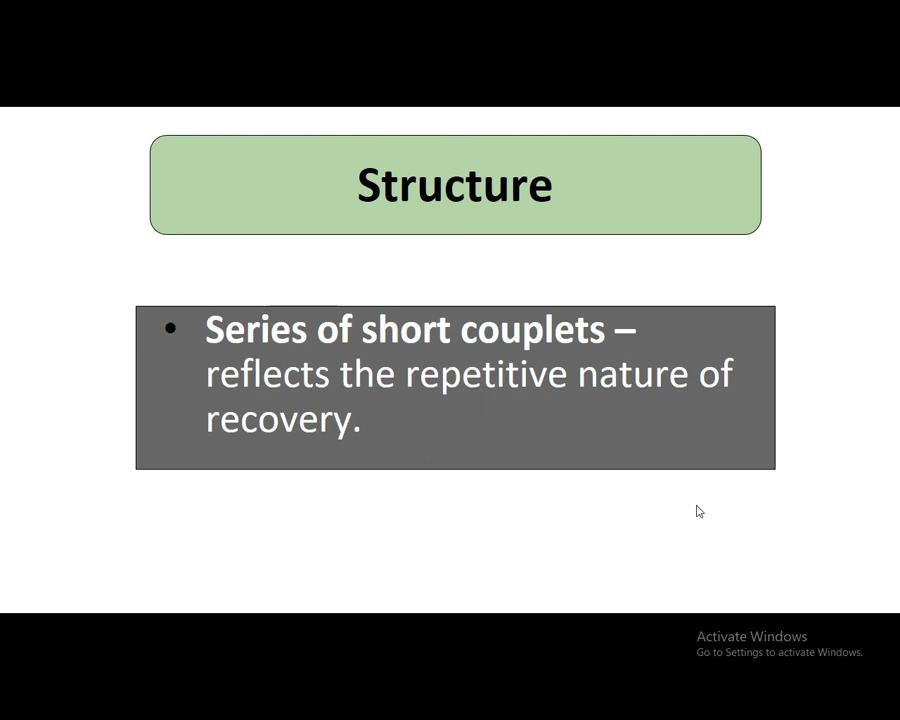 Structure
• Series of short couplets –
reflects the repetitive nature of
recovery.
Activate Windows
Go to Settings to activate Windows.